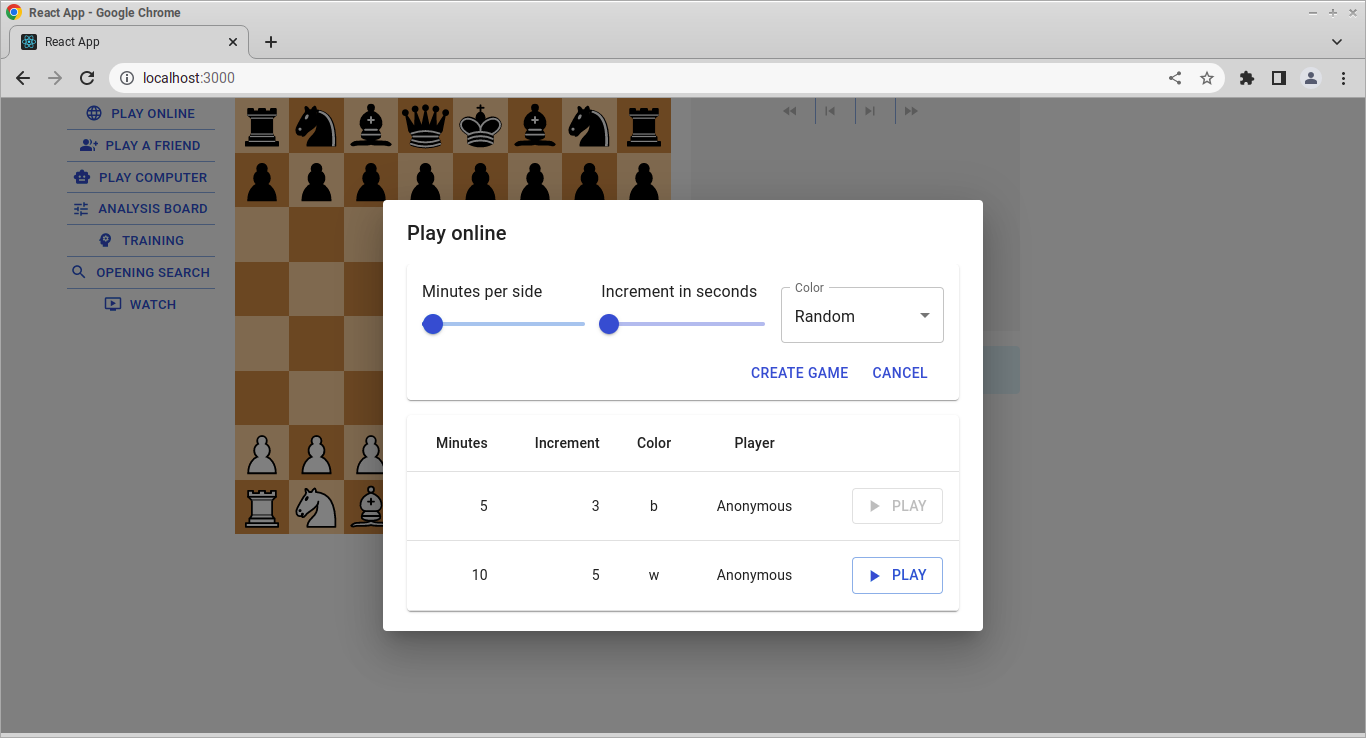 React App - Google Chrome
React App
localhost:3000
PLAY ONLINE
PLAY A FRIEND
PLAY COMPUTER
ANALYSIS BOARD
TRAINING
OPENING SEARCH
WATCH
Play online
Minutes per side
Increment in seconds
Color
Random
CREATE GAME CANCEL
Minutes Increment Color Player
5 3 b Anonymous PLAY
10 5 w Anonymous PLAY